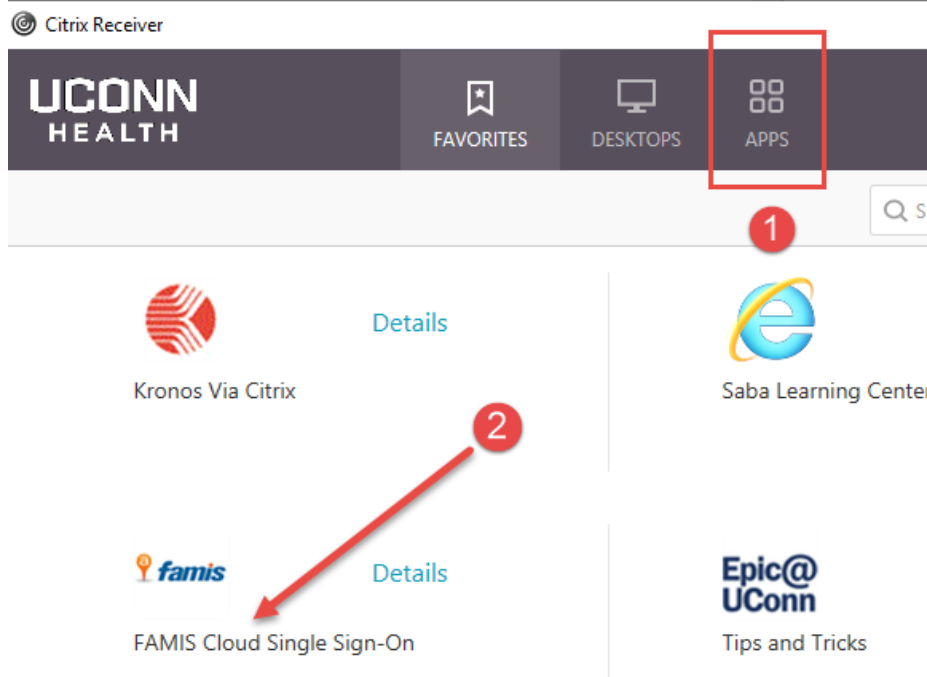 Citrix Receiver
UCONN
HEALTH
FAVORITES
DESKTOPS
APPS
1
Details
Kronos Via Citrix
Saba Learning Center
2
famis
Details
Epic@
UConn
FAMIS Cloud Single Sign-On
Tips and Tricks